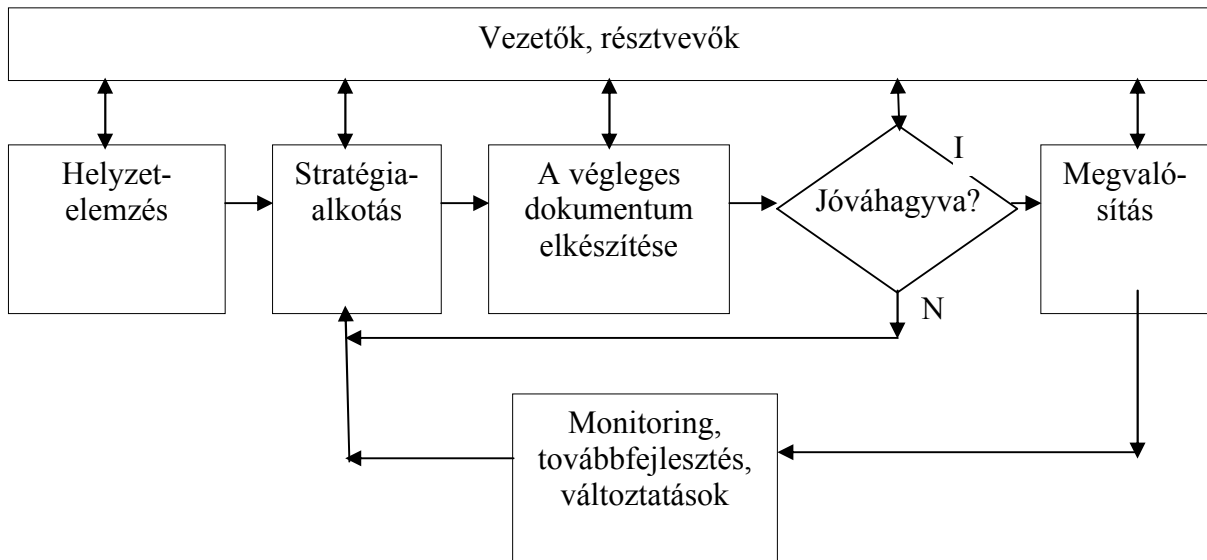 Vezetők, résztvevők
Helyzet-
elemzés
Stratégia-
alkotás
A végleges
dokumentum
elkészítése
I
Jóváhagyva?
N
Megvaló-
sítás
Monitoring,
továbbfejlesztés,
változtatások